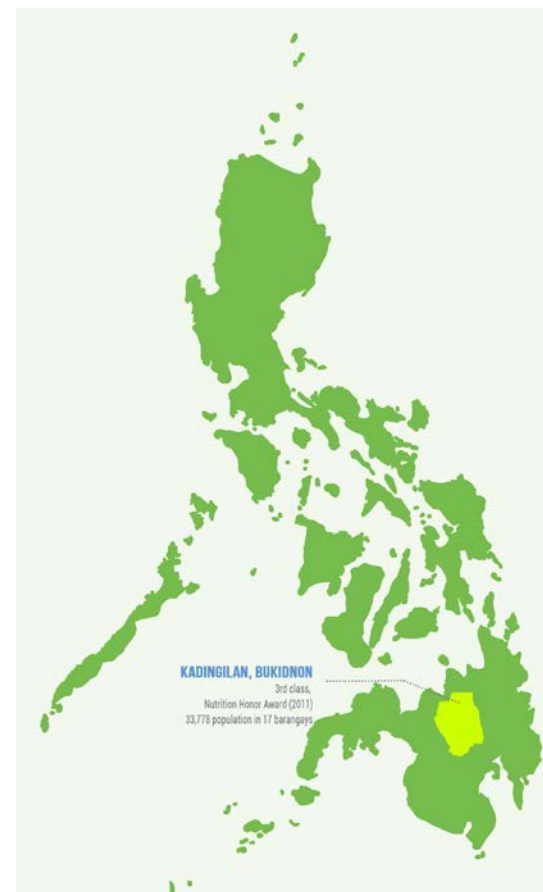 KADINGILAN, BUKIDNON
3rd class,
Nutrition Honor Award (2011)
33,778 population in 17 barangays